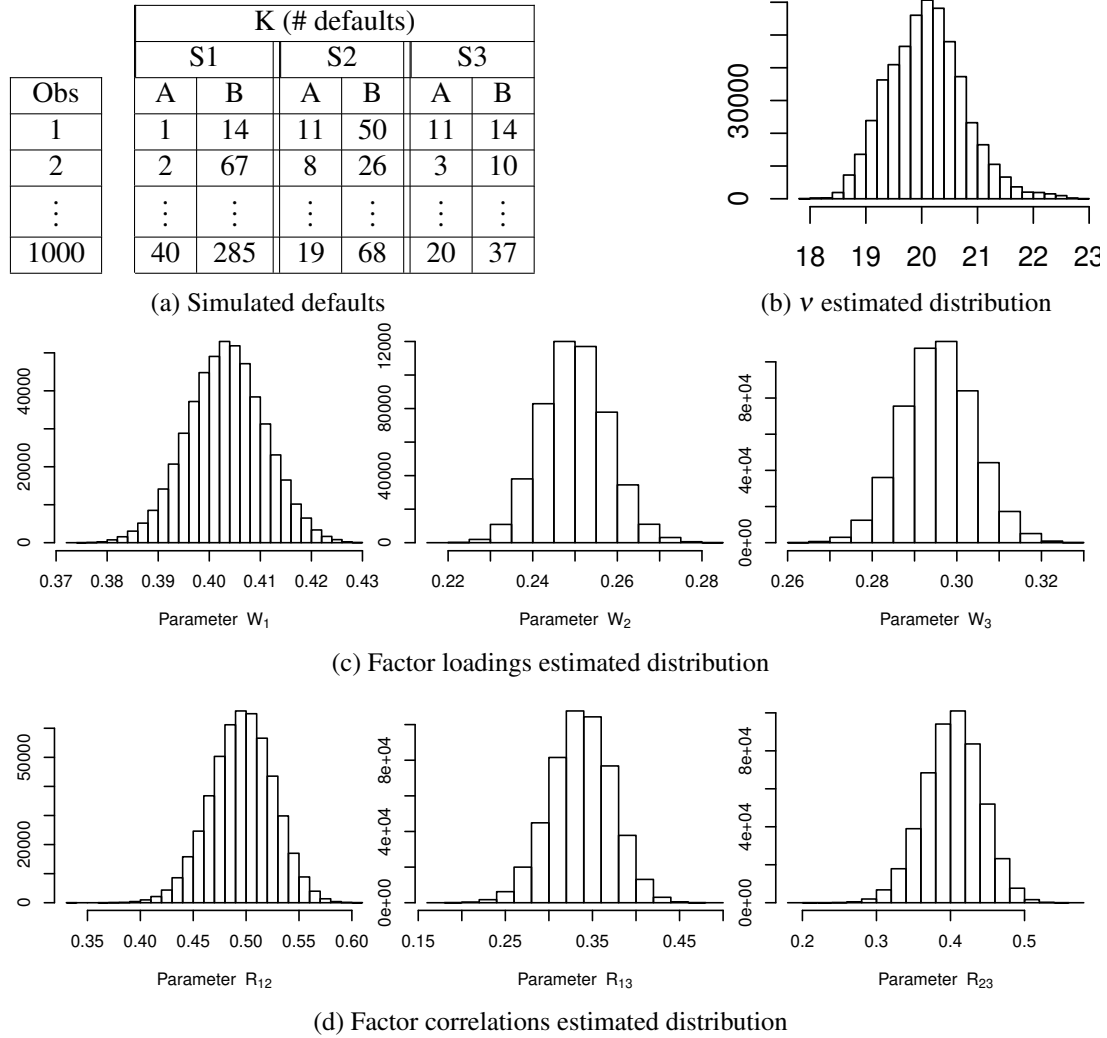 K (# defaults)
S1 S2 S3
Obs A B A B A B
1 1 14 11 50 11 14
2 2 67 8 26 3 10
⋮ ⋮ ⋮ ⋮ ⋮ ⋮ ⋮
1000 40 285 19 68 20 37
(a) Simulated defaults
0 30000
18 19 20 21 22 23
(b) ν estimated distribution
0 20000 40000
0.37 0.39 0.40 0.41 0.42 0.43
Parameter W1
0 40000 80000 12000
0.22 0.24 0.26 0.28
Parameter W2
0e+00 4e+04 8e+04
0.26 0.28 0.30 0.32
Parameter W3
(c) Factor loadings estimated distribution
0 20000 50000
0.35 0.40 0.45 0.50 0.55 0.60
Parameter R12
0e+00 4e+04 8e+04
0.15 0.25 0.35 0.45
Parameter R13
0e+00 4e+04 8e+04
0.2 0.3 0.4 0.5
Parameter R23
(d) Factor correlations estimated distribution